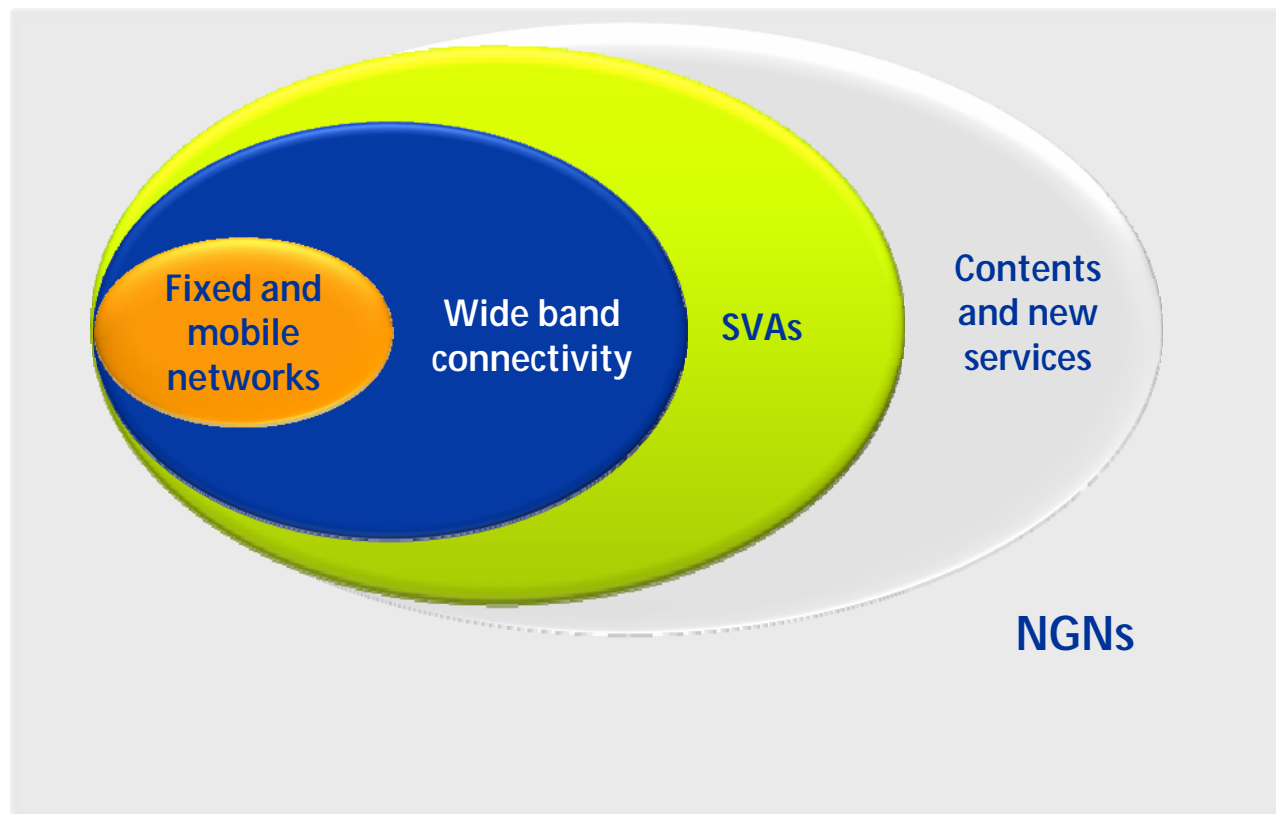 Fixed and
mobile
networks
Wide band
connectivity
SVAs
Contents
and new
services
NGNs